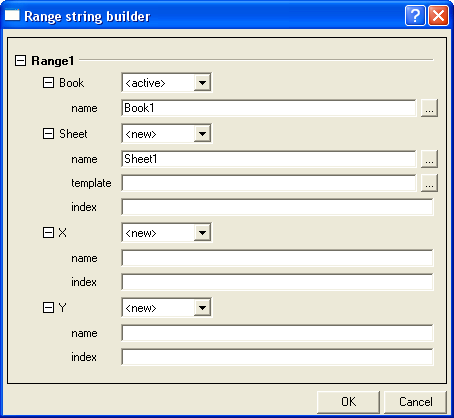 Range string builder
Range1
Book <active>
name Book1 ...
Sheet <new>
name Sheet1 ...
template ...
index
X <new>
name
index
Y <new>
name
index
OK Cancel